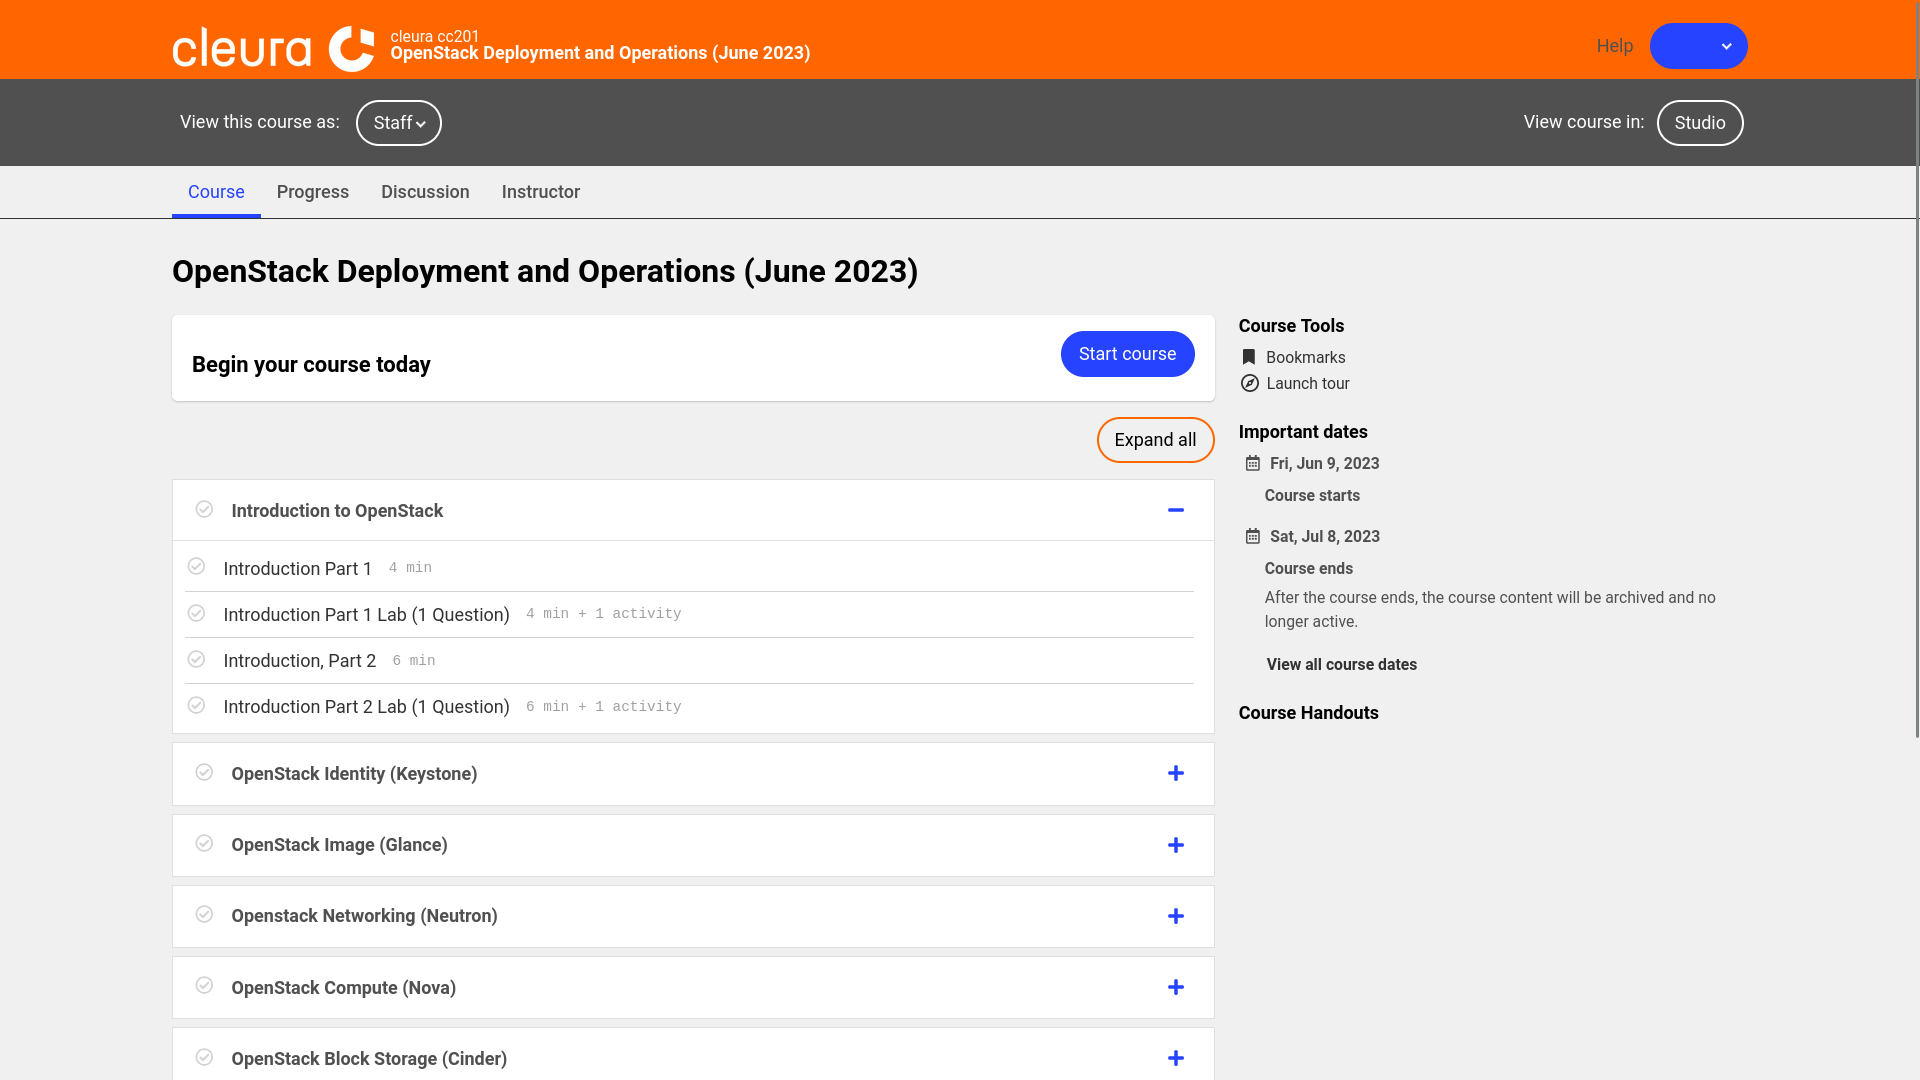 cleura
cleura cc201
OpenStack Deployment and Operations (June 2023)
Help
View this course as:
Staff
View course in:
Studio
Course
Progress
Discussion
Instructor
OpenStack Deployment and Operations (June 2023)
Begin your course today
Start course
Expand all
Introduction to OpenStack
Introduction Part 1 4 min
Introduction Part 1 Lab (1 Question) 4 min + 1 activity
Introduction, Part 2 6 min
Introduction Part 2 Lab (1 Question) 6 min + 1 activity
OpenStack Identity (Keystone)
OpenStack Image (Glance)
Openstack Networking (Neutron)
OpenStack Compute (Nova)
OpenStack Block Storage (Cinder)
Course Tools
Bookmarks
Launch tour
Important dates
Fri, Jun 9, 2023
Course starts
Sat, Jul 8, 2023
Course ends
After the course ends, the course content will be archived and no
longer active.
View all course dates
Course Handouts